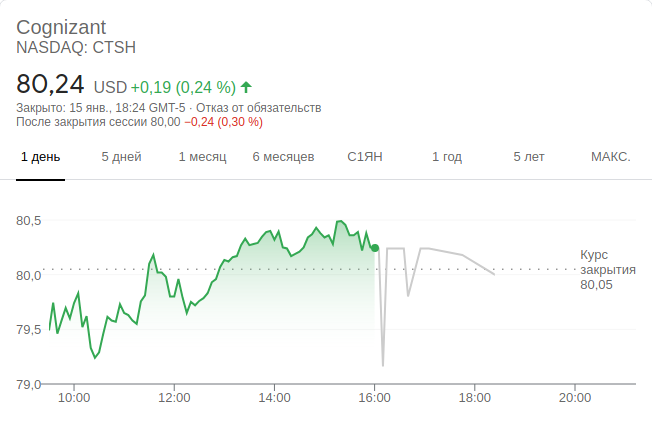 Cognizant
NASDAQ: CTSH
80,24 USD +0,19 (0,24 %)
Закрыто: 15 янв., 18:24 GMT-5 · Отказ от обязательств
После закрытия сессии 80,00 −0,24 (0,30 %)
1 день 5 дней 1 месяц 6 месяцев С1ЯН 1 год 5 лет МАКС.
80,5
80,0
79,5
79,0
Курс
закрытия
80,05
10:00 12:00 14:00 16:00 18:00 20:00